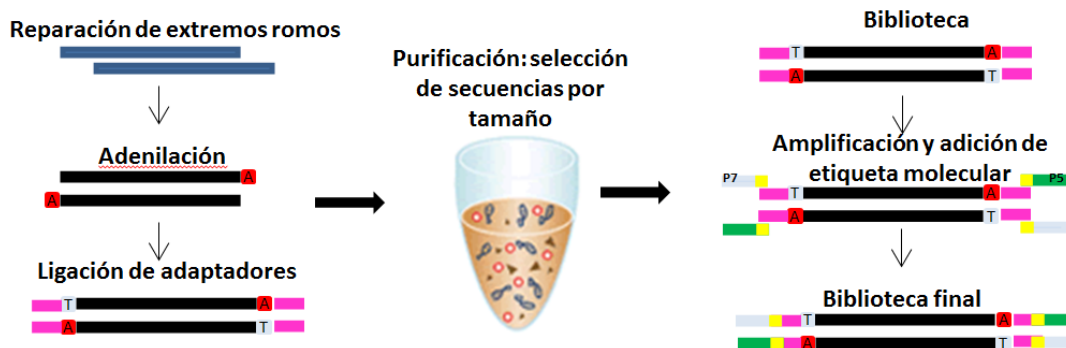 Reparación de extremos romos
Adenilación
A
A
Ligación de adaptadores
T
A
A
T
Purificación: selección
de secuencias por
tamaño
Biblioteca
T
A
A
T
Amplificación y adición de
etiqueta molecular
P7
P5
T
A
A
T
Biblioteca final
T
A
A
T